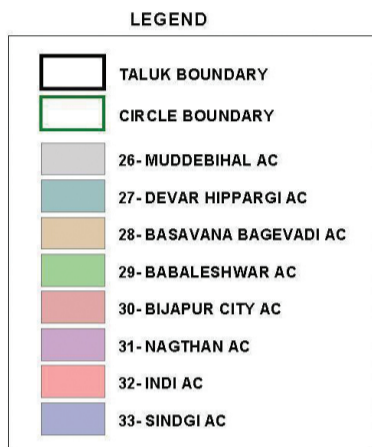 LEGEND
TALUK BOUNDARY
CIRCLE BOUNDARY
26- MUDDEBIHAL AC
27- DEVAR HIPPARGI AC
28- BASAVANA BAGEVADI AC
29- BABALESHWAR AC
30- BIJAPUR CITY AC
31- NAGTHAN AC
32- INDI AC
33- SINDGI AC